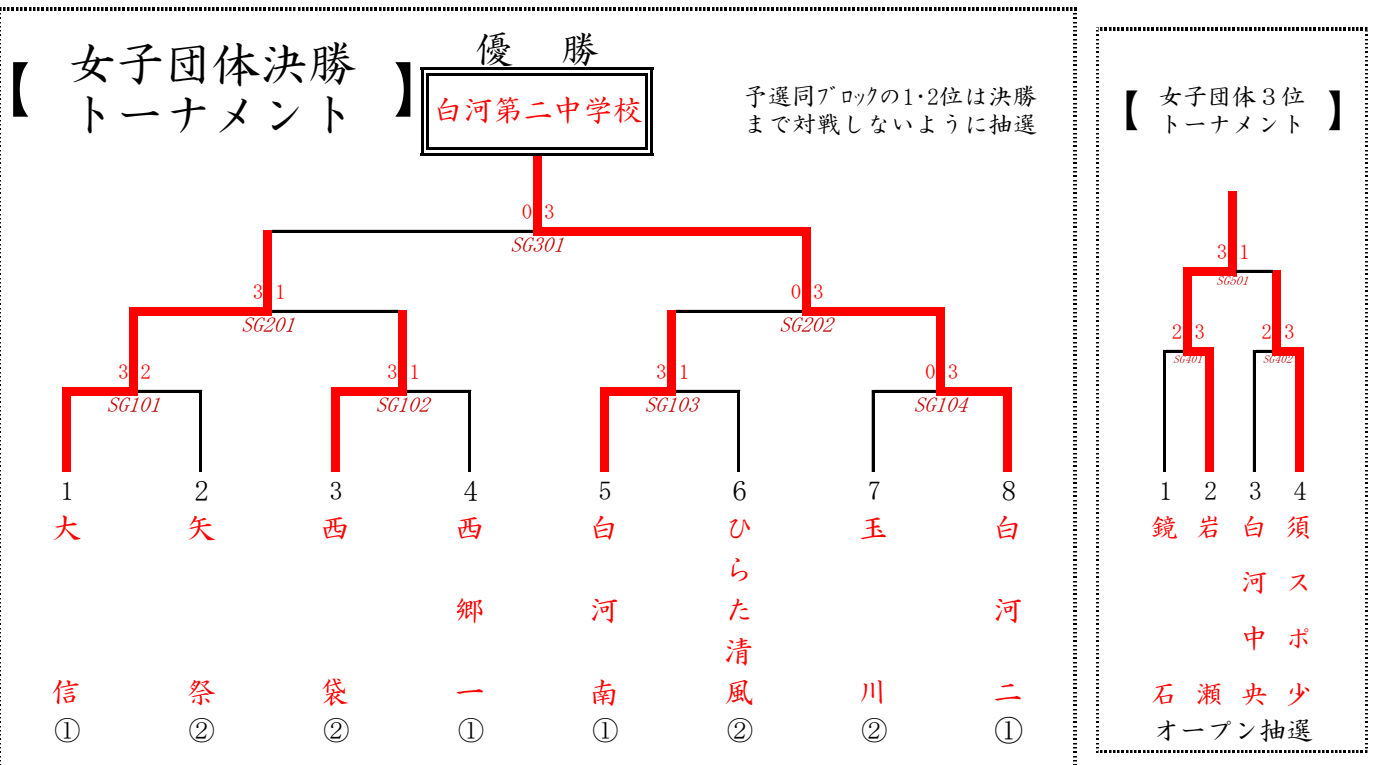 【 女子団体決勝
トーナメント 】
優 勝
白河第二中学校
予選同ブロックの1・2位は決勝
まで対戦しないように抽選
0 3
SG301
3 1
SG201
0 3
SG202
3 2
SG101
3 1
SG102
3 1
SG103
0 3
SG104
1 2 3 4 5 6 7 8
大信
矢祭
西袋
西郷一
白河南
ひらた清風
玉川
白河二
① ② ② ① ① ② ② ①
【 女子団体3位
トーナメント 】
3 1
SG501
2 3
SG401
2 3
SG402
1 2 3 4
鏡石
岩瀬
白河中央
須スポ少
オープン抽選